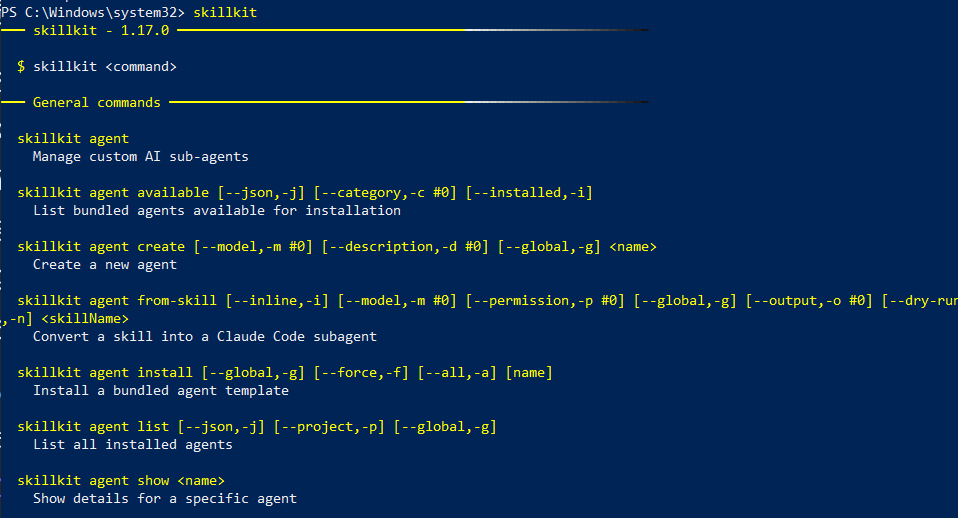 PS C:\Windows\system32> skillkit
skillkit - 1.17.0
$ skillkit <command>
General commands
skillkit agent
Manage custom AI sub-agents
skillkit agent available [--json,-j] [--category,-c #0] [--installed,-i]
List bundled agents available for installation
skillkit agent create [--model,-m #0] [--description,-d #0] [--global,-g] <name>
Create a new agent
skillkit agent from-skill [--inline,-i] [--model,-m #0] [--permission,-p #0] [--global,-g] [--output,-o #0] [--dry-run
,-n] <skillName>
Convert a skill into a Claude Code subagent
skillkit agent install [--global,-g] [--force,-f] [--all,-a] [name]
Install a bundled agent template
skillkit agent list [--json,-j] [--project,-p] [--global,-g]
List all installed agents
skillkit agent show <name>
Show details for a specific agent